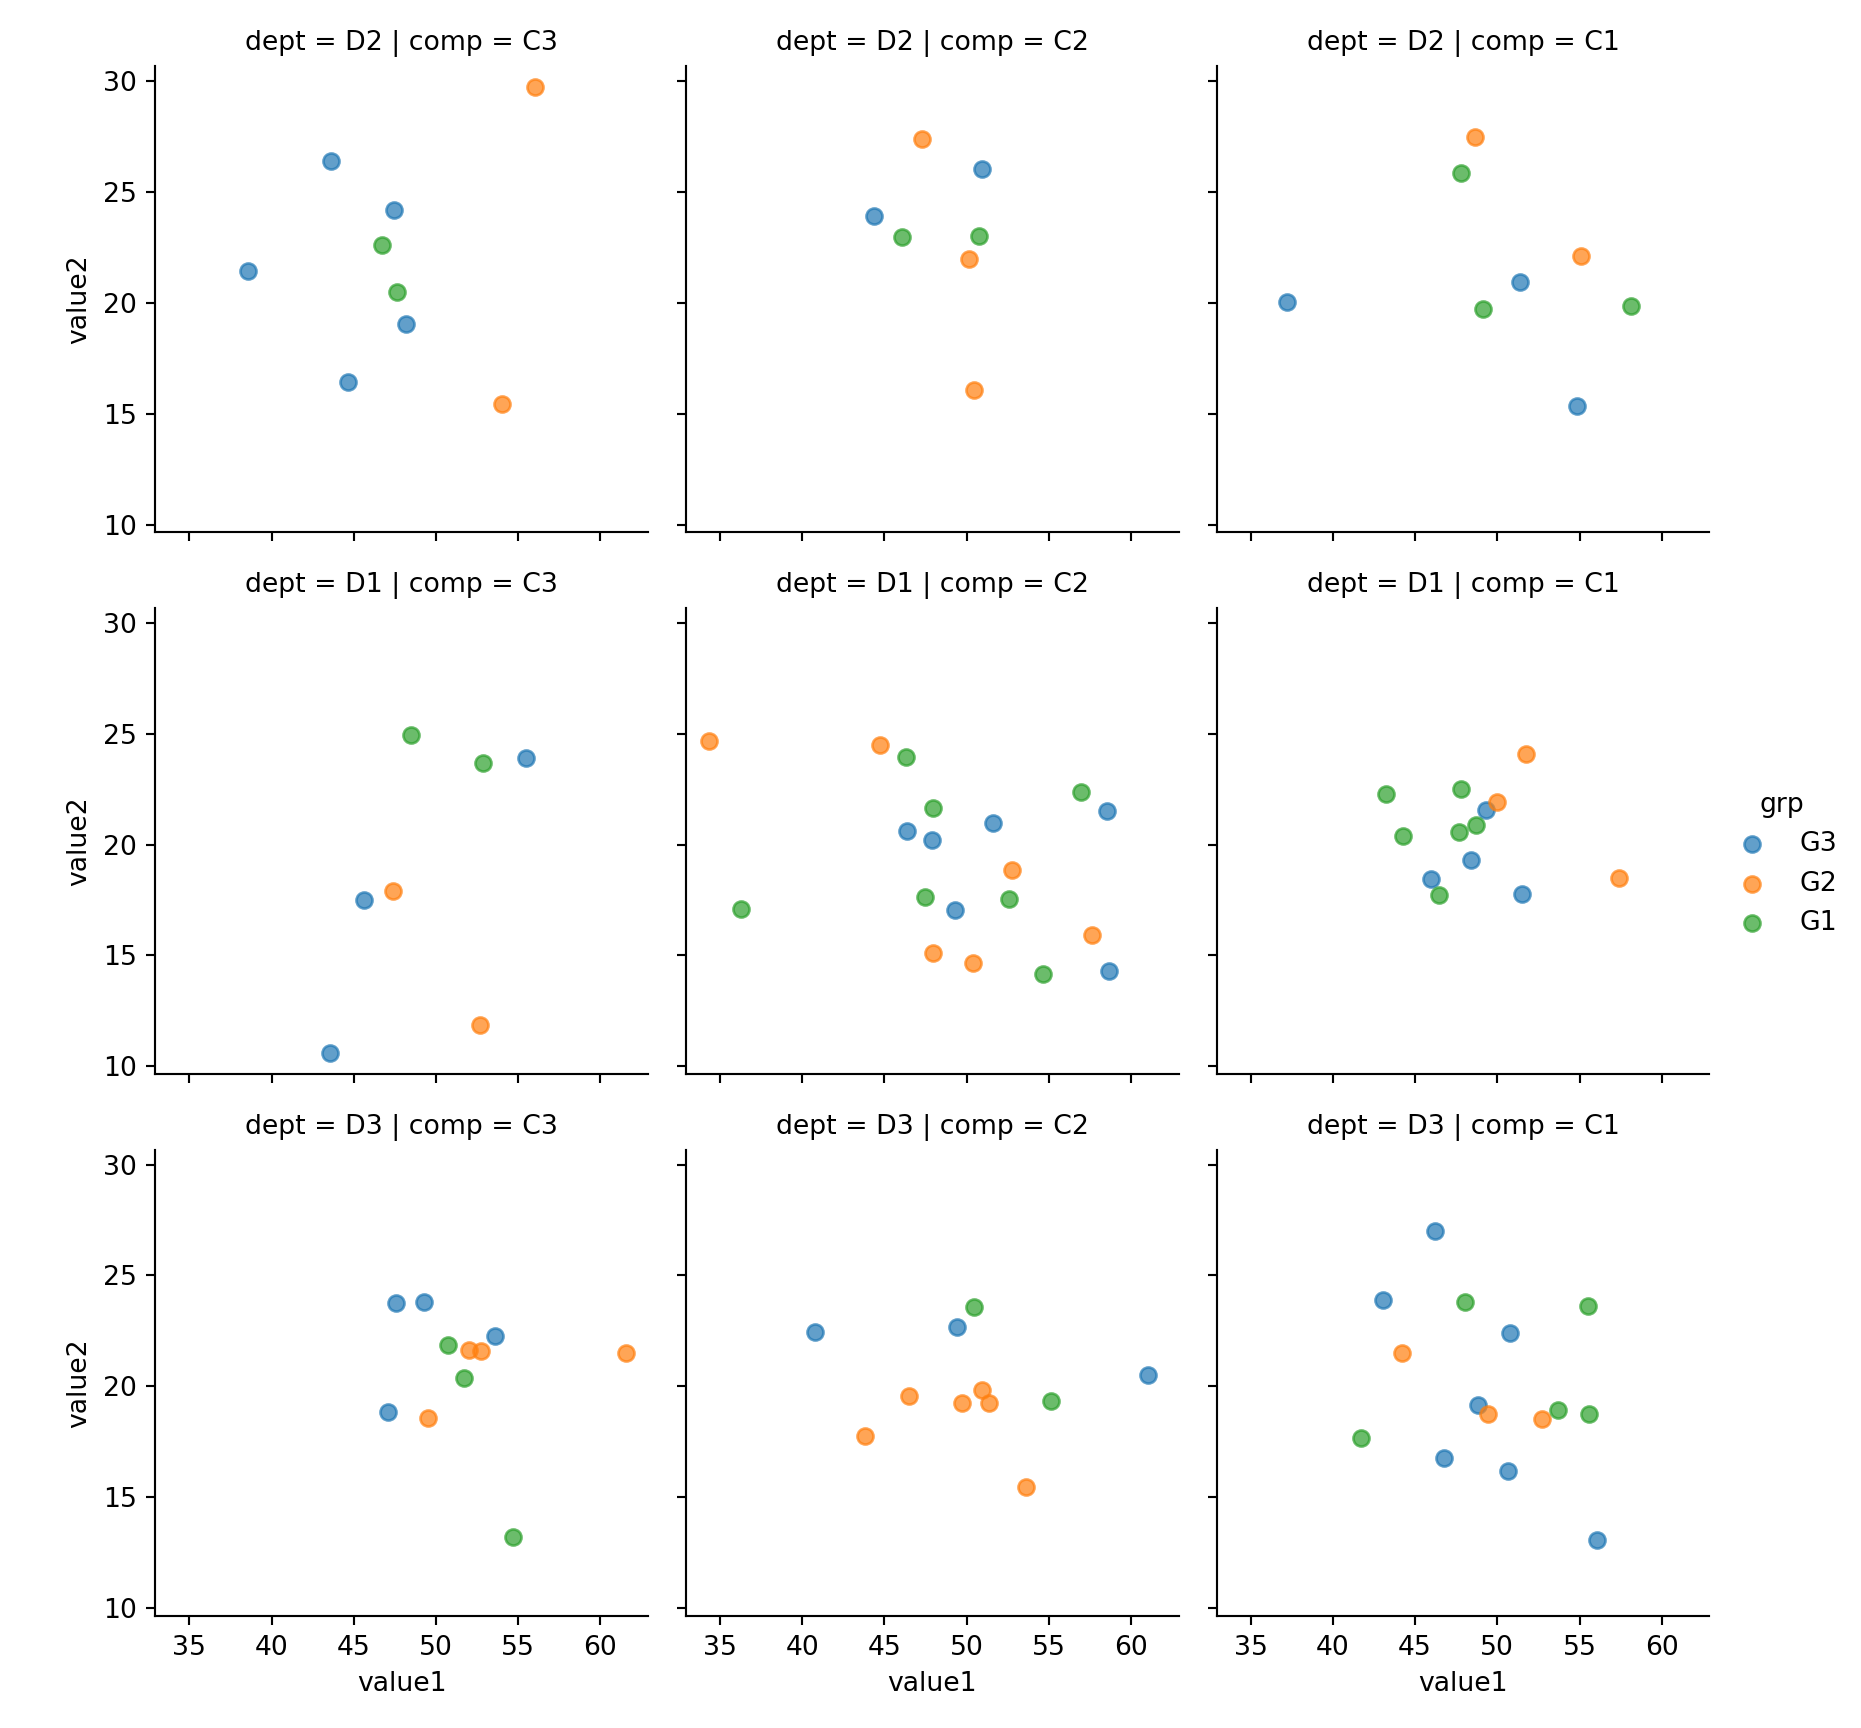 dept = D2 | comp = C3
dept = D2 | comp = C2
dept = D2 | comp = C1
30
25
20
15
10
value2
dept = D1 | comp = C3
dept = D1 | comp = C2
dept = D1 | comp = C1
30
25
20
15
10
value2
grp
G3
G2
G1
dept = D3 | comp = C3
dept = D3 | comp = C2
dept = D3 | comp = C1
30
25
20
15
10
value2
35 40 45 50 55 60
35 40 45 50 55 60
35 40 45 50 55 60
value1
value1
value1